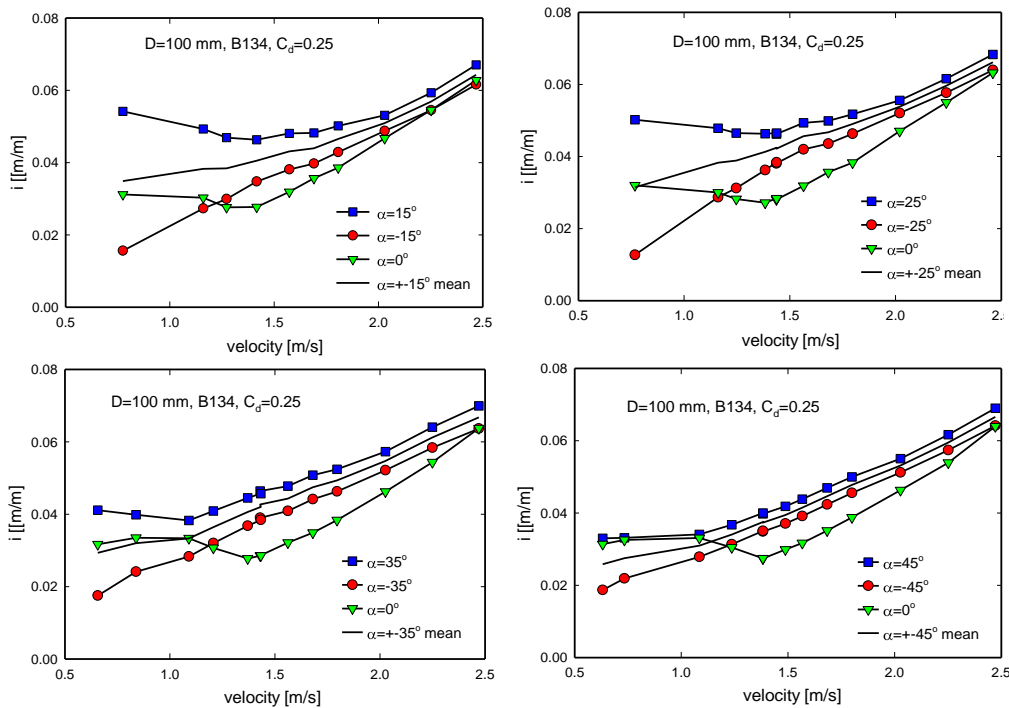 0.08
D=100 mm, B134, Cd=0.25
0.06
i [[m/m]
0.04
0.02
0.00
α=15°
α=-15°
α=0°
α=+-15° mean
0.5 1.0 1.5 2.0 2.5
velocity [m/s]
0.08
D=100 mm, B134, Cd=0.25
0.06
i [[m/m]
0.04
0.02
0.00
α=25°
α=-25°
α=0°
α=+-25° mean
0.5 1.0 1.5 2.0 2.5
velocity [m/s]
0.08
D=100 mm, B134, Cd=0.25
0.06
i [[m/m]
0.04
0.02
0.00
α=35°
α=-35°
α=0°
α=+-35° mean
0.5 1.0 1.5 2.0 2.5
velocity [m/s]
0.08
D=100 mm, B134, Cd=0.25
0.06
i [[m/m]
0.04
0.02
0.00
α=45°
α=-45°
α=0°
α=+-45° mean
0.5 1.0 1.5 2.0 2.5
velocity [m/s]